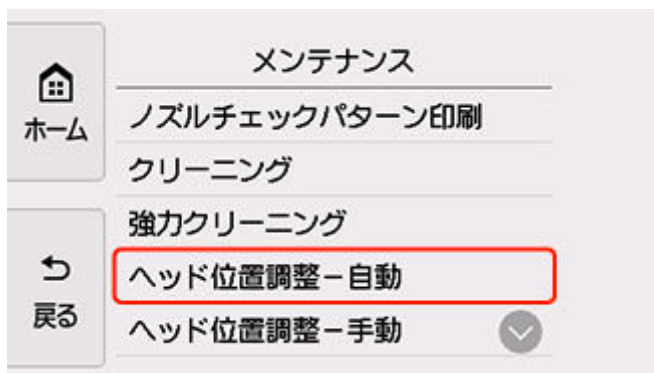 メンテナンス
ホーム
ノズルチェックパターン印刷
クリーニング
強力クリーニング
戻る
ヘッド位置調整－自動
ヘッド位置調整－手動